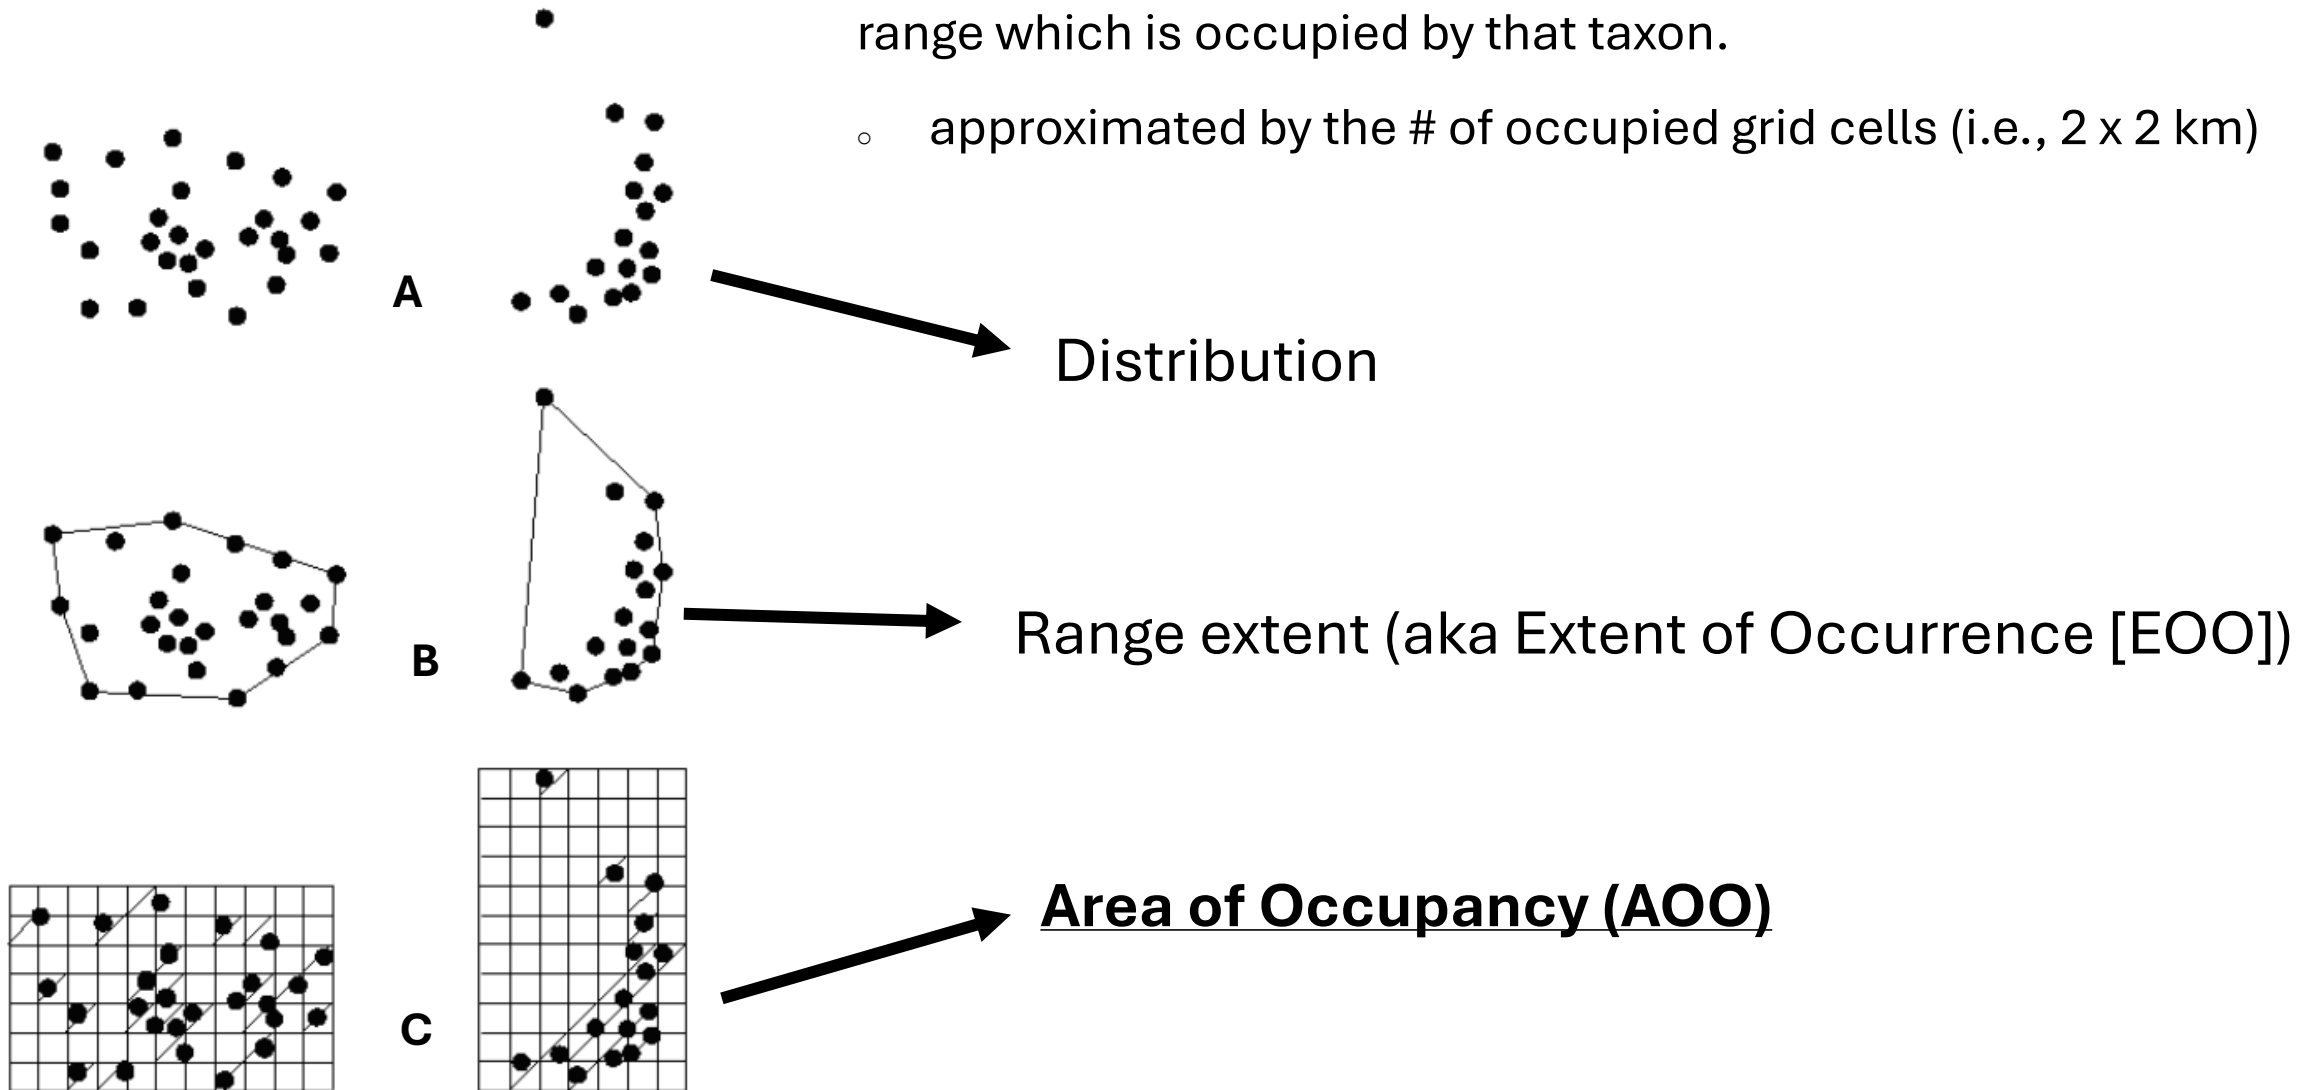 range which is occupied by that taxon.
○ approximated by the # of occupied grid cells (i.e., 2 x 2 km)
A
Distribution
B
Range extent (aka Extent of Occurrence [EOO])
Area of Occupancy (AOO)
C